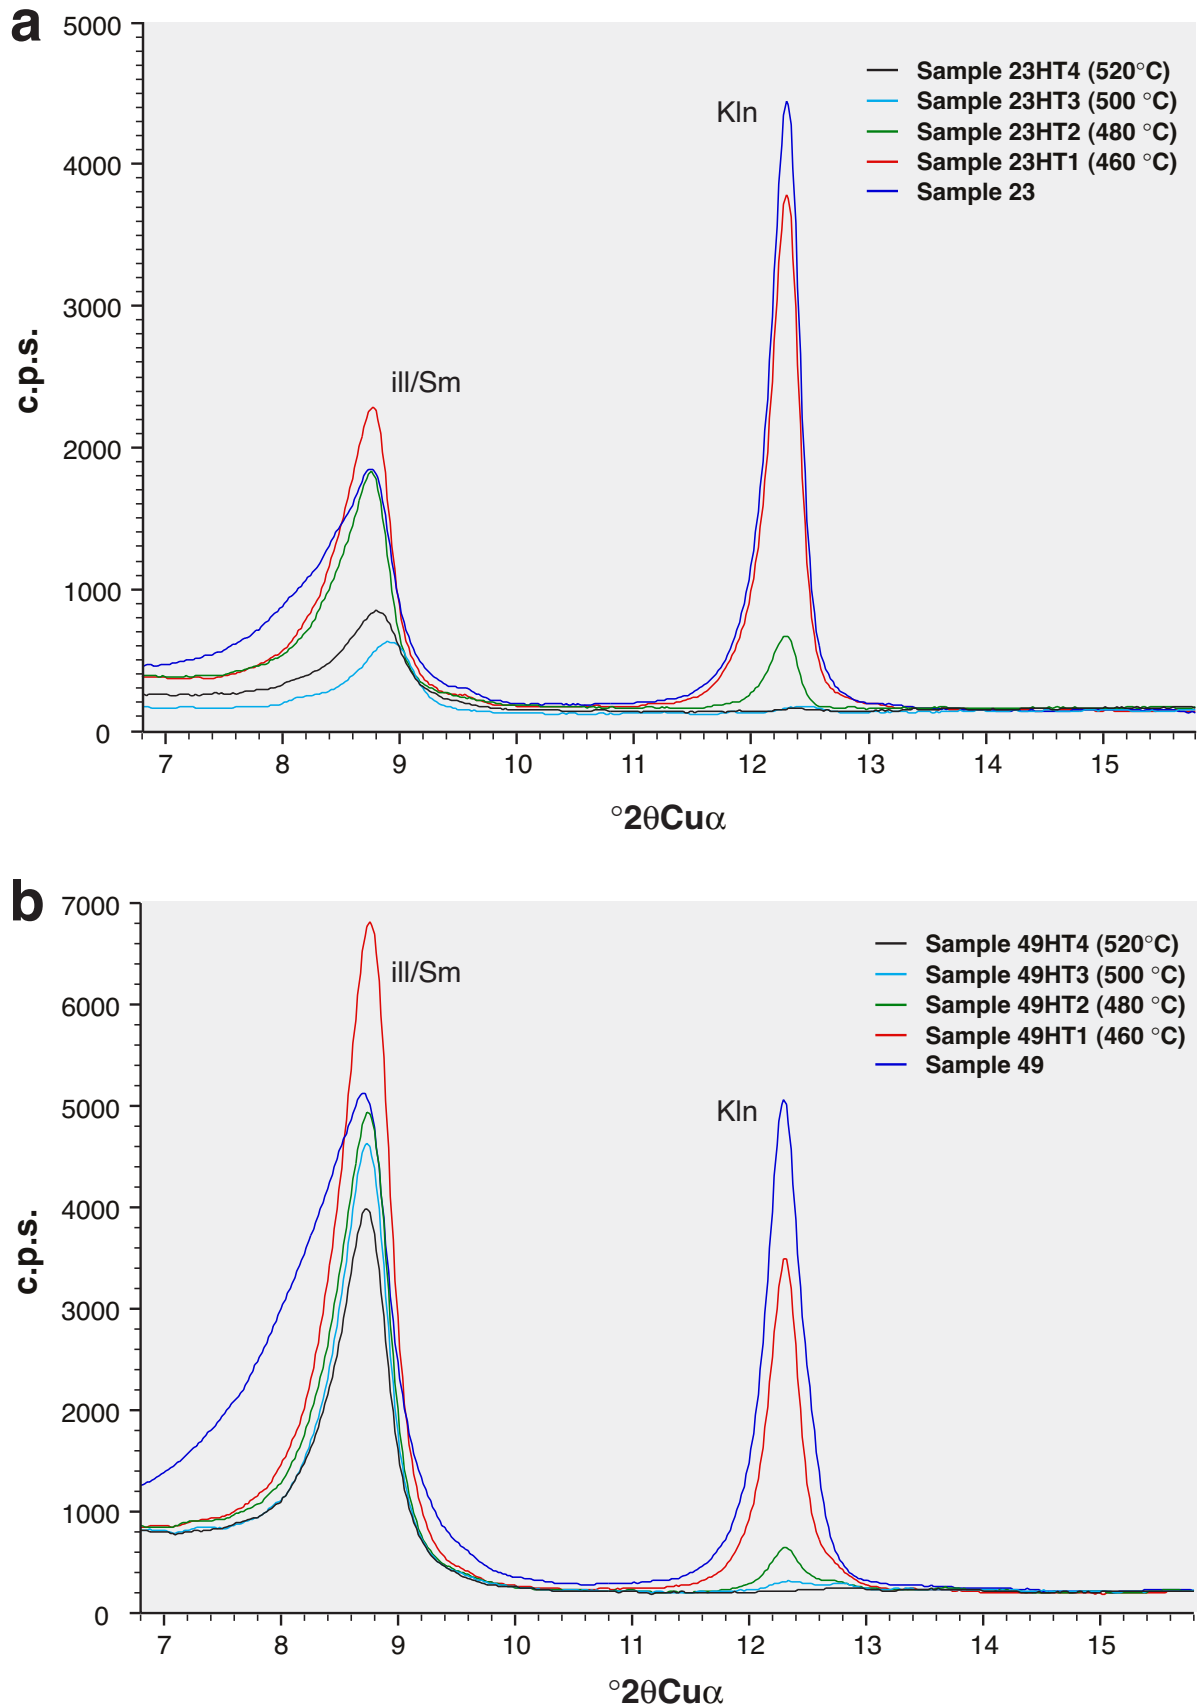 a
5000
4000
3000
2000
1000
0
c.p.s.
Kln
ill/Sm
Sample 23HT4 (520°C)
Sample 23HT3 (500 °C)
Sample 23HT2 (480 °C)
Sample 23HT1 (460 °C)
Sample 23
7 8 9 10 11 12 13 14 15
°2θCuα
b
7000
6000
5000
4000
3000
2000
1000
0
c.p.s.
ill/Sm
Kln
Sample 49HT4 (520°C)
Sample 49HT3 (500 °C)
Sample 49HT2 (480 °C)
Sample 49HT1 (460 °C)
Sample 49
7 8 9 10 11 12 13 14 15
°2θCuα